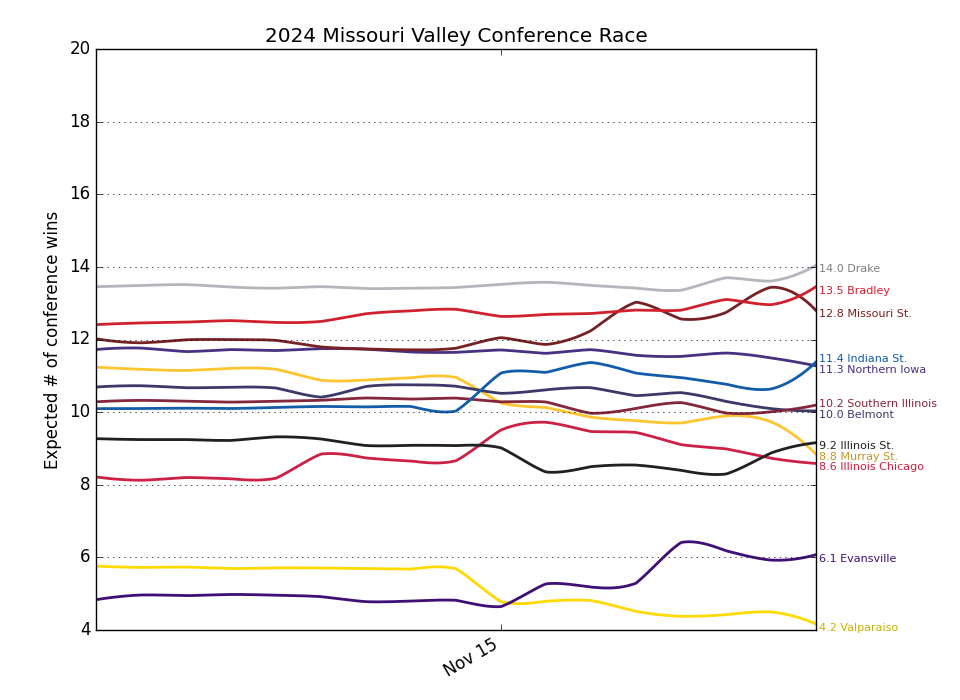 2024 Missouri Valley Conference Race
Expected # of conference wins
20
18
16
14
12
10
8
6
4
Nov 15
14.0 Drake
13.5 Bradley
12.8 Missouri St.
11.4 Indiana St.
11.3 Northern Iowa
10.2 Southern Illinois
10.0 Belmont
9.2 Illinois St.
8.8 Murray St.
8.6 Illinois Chicago
6.1 Evansville
4.2 Valparaiso